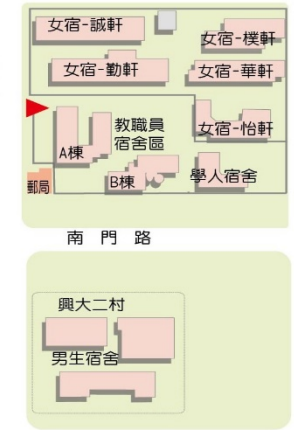 女宿-誠軒
女宿-樸軒
女宿-勤軒
女宿-華軒
教職員
宿舍區
女宿-怡軒
A棟
B棟
學人宿舍
郵局
南 門 路
興大二村
男生宿舍